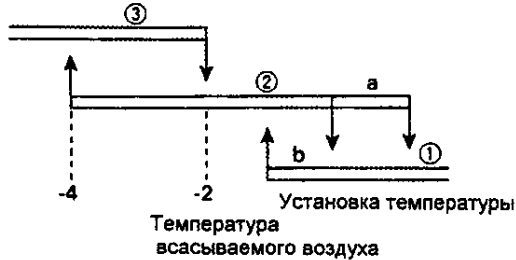 ③
② a
b ①
-4 -2 Установка температуры
Температура
всасываемого воздуха